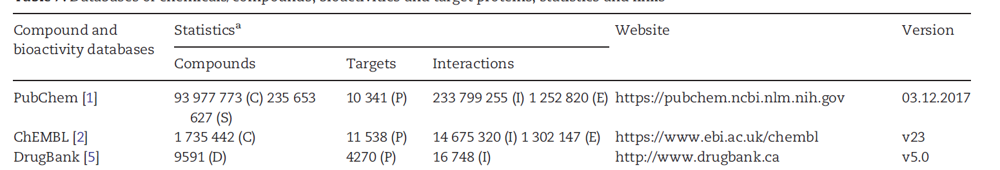 Table 7. Databases of chemicals/compounds, bioactivities and target proteins, statistics and links
Compound and bioactivity databases Statisticsa Website Version
Compounds Targets Interactions
PubChem [1] 93 977 773 (C) 235 653 10 341 (P) 233 799 255 (I) 1 252 820 (E) https://pubchem.ncbi.nlm.nih.gov 03.12.2017
627 (S)
ChEMBL [2] 1 735 442 (C) 11 538 (P) 14 675 320 (I) 1 302 147 (E) https://www.ebi.ac.uk/chembl v23
DrugBank [5] 9591 (D) 4270 (P) 16 748 (I) http://www.drugbank.ca v5.0